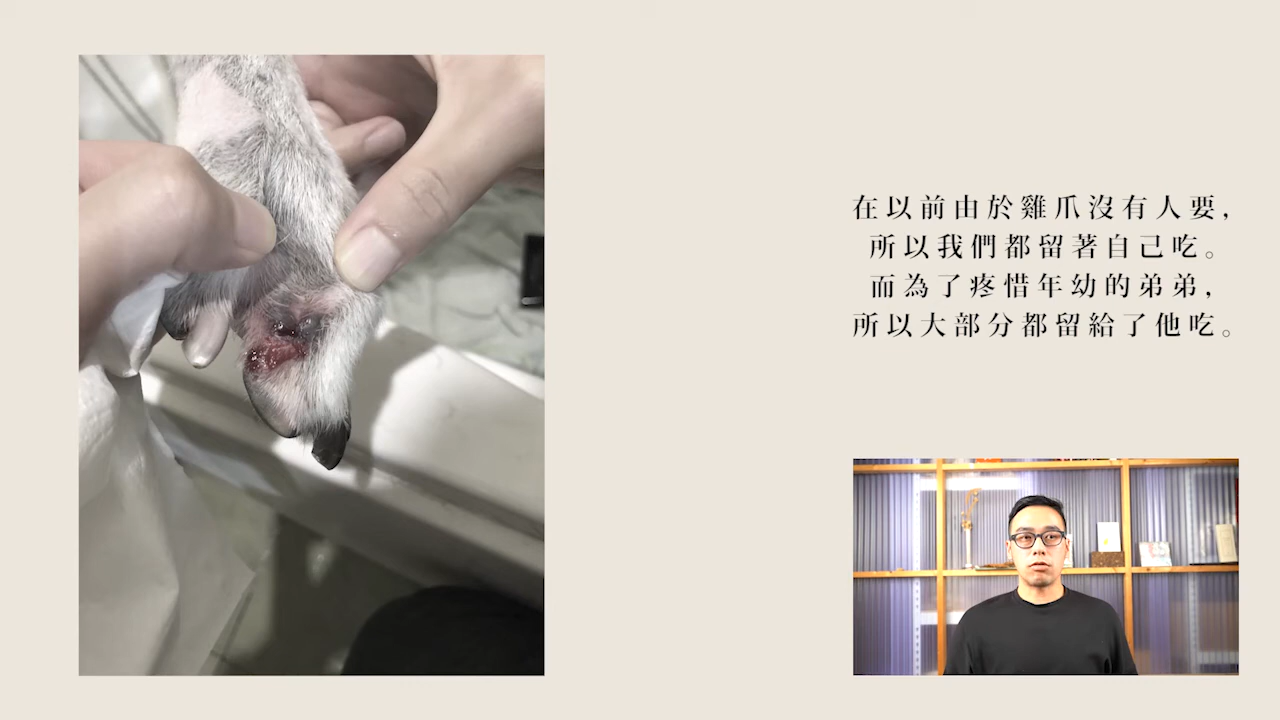 在以前由於雞爪沒有人要,
所以我們都留著自己吃。
而為了疼惜年幼的弟弟,
所以大部分都留給了他吃。